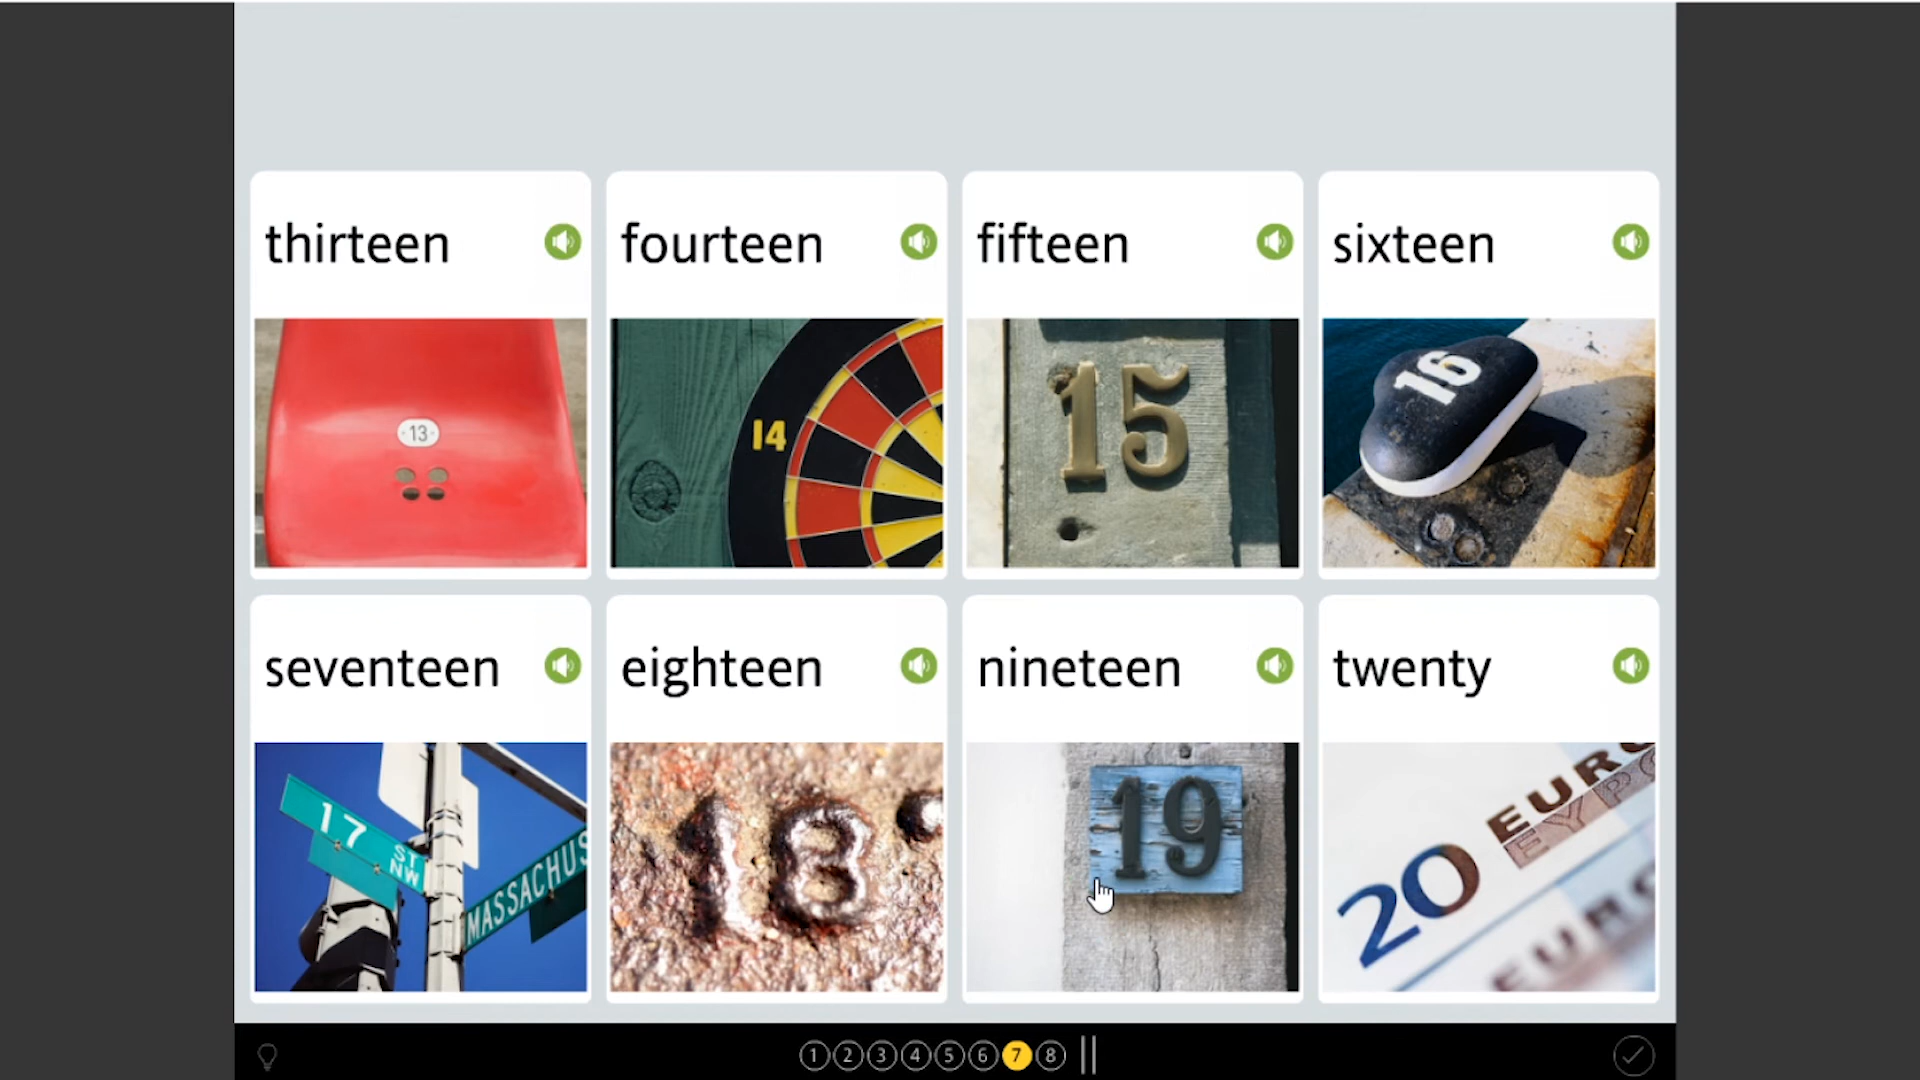 thirteen
fourteen
fifteen
sixteen
13
14
15
16
seventeen
eighteen
nineteen
twenty
17
ST
NW
MASSACHUS
18
19
20 EURO
EURO
1 2 3 4 5 6 7 8